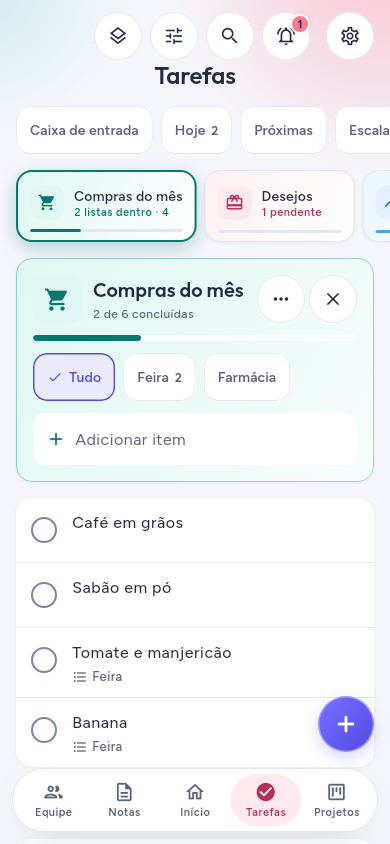 1
Tarefas
Caixa de entrada
Hoje 2
Próximas
Escala
Compras do mês
2 listas dentro · 4
Desejos
1 pendente
Compras do mês
2 de 6 concluídas
Tudo
Feira 2
Farmácia
Adicionar item
Café em grãos
Sabão em pó
Tomate e manjericão
Feira
Banana
Feira
Equipe
Notas
Início
Tarefas
Projetos